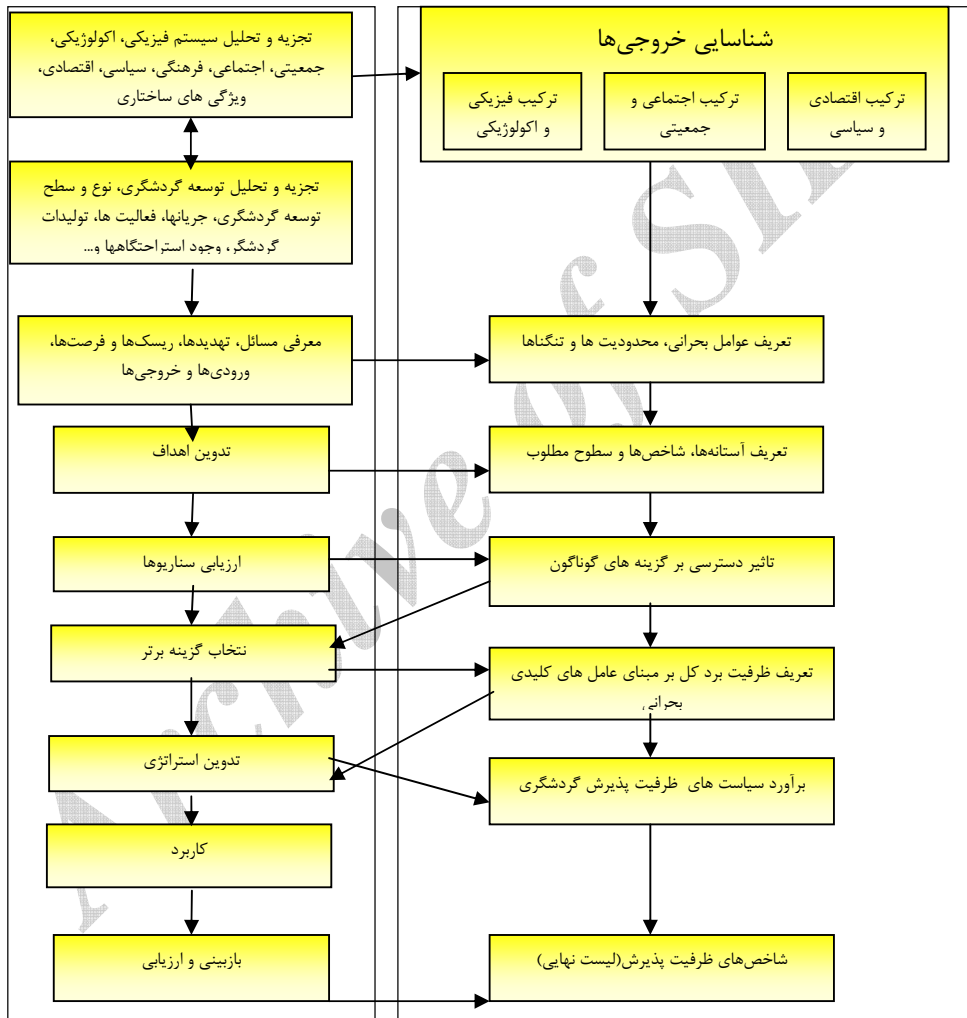 شناسایی خروجی‌ها
ترکیب اقتصادی
و سیاسی
ترکیب اجتماعی و
جمعیتی
ترکیب فیزیکی
و اکولوژیکی
تعریف عوامل بحرانی، محدودیت ها و تنگناها
تعریف آستانه‌ها، شاخص‌ها و سطوح مطلوب
تاثیر دسترسی بر گزینه های گوناگون
تعریف ظرفیت برد کل بر مبنای عامل های کلیدی
بحرانی
برآورد سیاست های ظرفیت پذیرش گردشگری
شاخص‌های ظرفیت پذیرش(لیست نهایی)
تجزیه و تحلیل سیستم فیزیکی، اکولوژیکی،
جمعیتی، اجتماعی، فرهنگی، سیاسی، اقتصادی،
ویژگی های ساختاری
تجزیه و تحلیل توسعه گردشگری، نوع و سطح
توسعه گردشگری، جریانها، فعالیت ها، تولیدات
گردشگر، وجود استراحتگاهها و...
معرفی مسائل، تهدیدها، ریسک‌ها و فرصت‌ها،
ورودی‌ها و خروجی‌ها
تدوین اهداف
ارزیابی سناریوها
نتخاب گزینه برتر
تدوین استراتژی
کاربرد
بازبینی و ارزیابی
Archive of SI